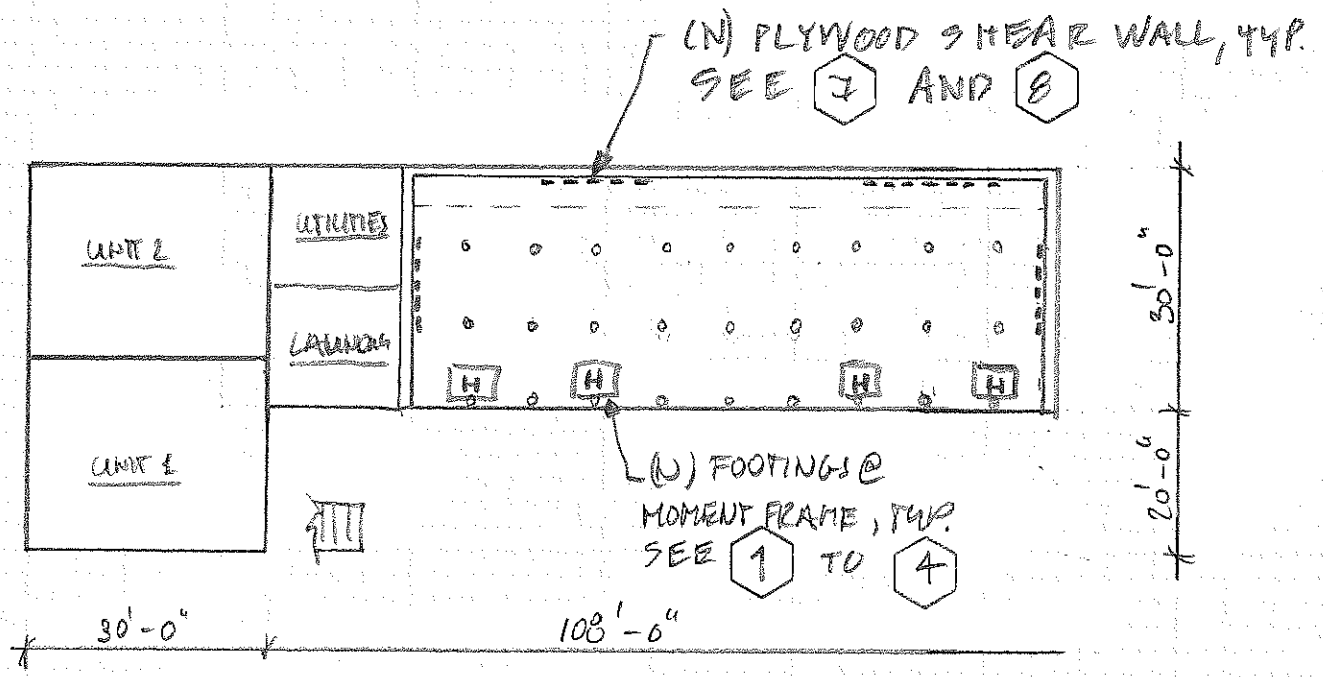 (N) PLYWOOD SHEAR WALL, TYP.
SEE 7 AND 8
UNIT 2
UTILITIES
LAUNDRY
UNIT 1
H H H H
(N) FOOTINGS @
MOMENT FRAME, TYP.
SEE 1 TO 4
30'-0"
20'-0"
30'-0"
108'-0"